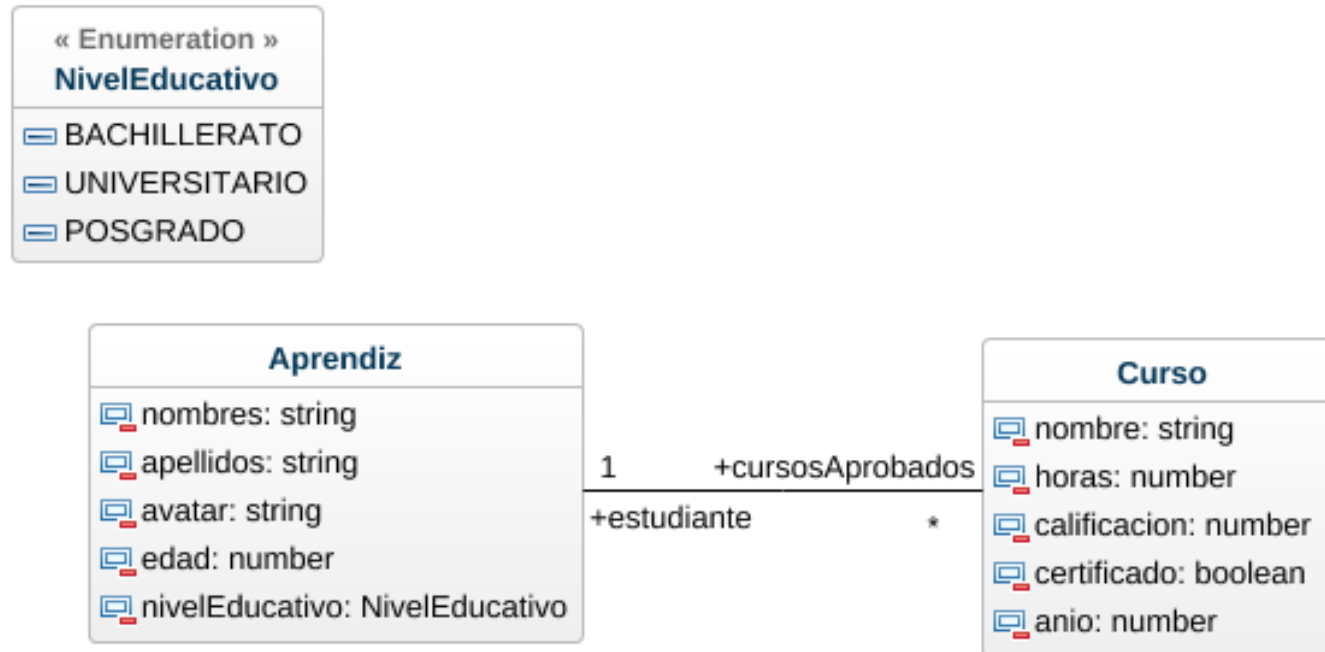 « Enumeration »
NivelEducativo
BACHILLERATO
UNIVERSITARIO
POSGRADO
Aprendiz
nombres: string
apellidos: string
avatar: string
edad: number
nivelEducativo: NivelEducativo
1
+cursosAprobados
+estudiante
*
Curso
nombre: string
horas: number
calificacion: number
certificado: boolean
anio: number